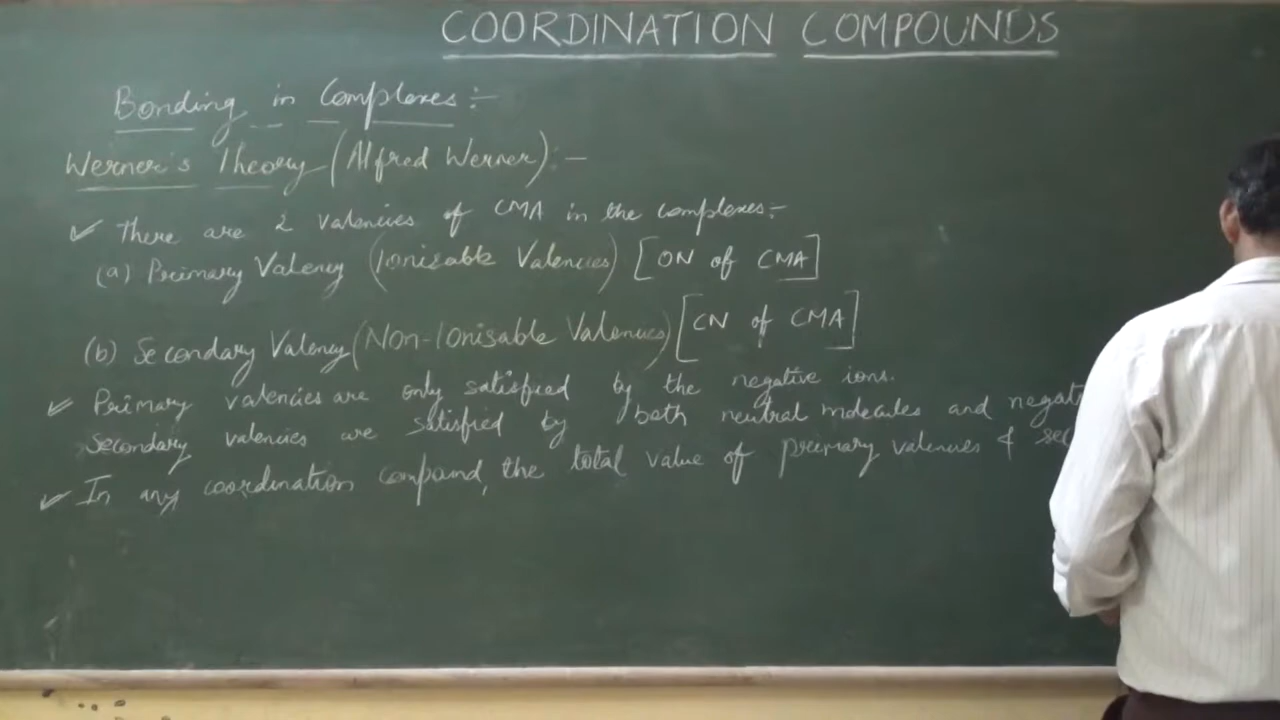 COORDINATION COMPOUNDS
Bonding in Complexes :-
Werner's Theory (Alfred Werner) :-
✓ There are 2 valencies of CMA in the complexes:-
(a) Primary Valency (Ionisable Valencies) [ON of CMA]
(b) Secondary Valency (Non-Ionisable Valencies) [CN of CMA]
✓ Primary valencies are only satisfied by the negative ions.
Secondary valencies are satisfied by both neutral molecules and negati
✓ In any coordination compound, the total value of primary valencies & sec